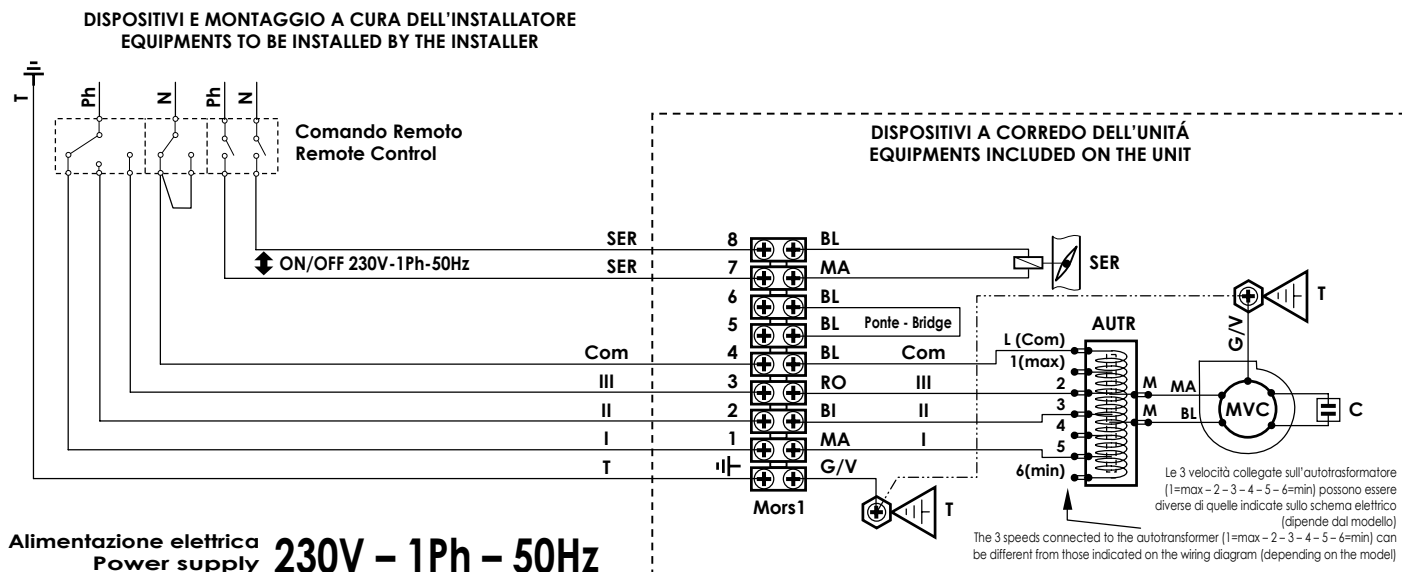 DISPOSITIVI E MONTAGGIO A CURA DELL'INSTALLATORE
EQUIPMENTS TO BE INSTALLED BY THE INSTALLER
T
Ph
N
Ph
N
Comando Remoto
Remote Control
DISPOSITIVI A CORREDO DELL'UNITÁ
EQUIPMENTS INCLUDED ON THE UNIT
SER 8 BL
ON/OFF 230V-1Ph-50Hz
SER 7 MA
SER
6 BL
5 BL Ponte - Bridge
Com 4 BL Com
III 3 RO III
II 2 BI II
I 1 MA I
T G/V
Mors1
T
AUTR
L (Com)
1(max)
2
3
4
5
6(min)
M MA
M BL
MVC
C
G/V
T
Le 3 velocità collegate sull'autotrasformatore
(1=max – 2 – 3 – 4 – 5 – 6=min) possono essere
diverse di quelle indicate sullo schema elettrico
(dipende dal modello)
The 3 speeds connected to the autotransformer (1=max – 2 – 3 – 4 – 5 – 6=min) can
be different from those indicated on the wiring diagram (depending on the model)
Alimentazione elettrica
Power supply
230V – 1Ph – 50Hz